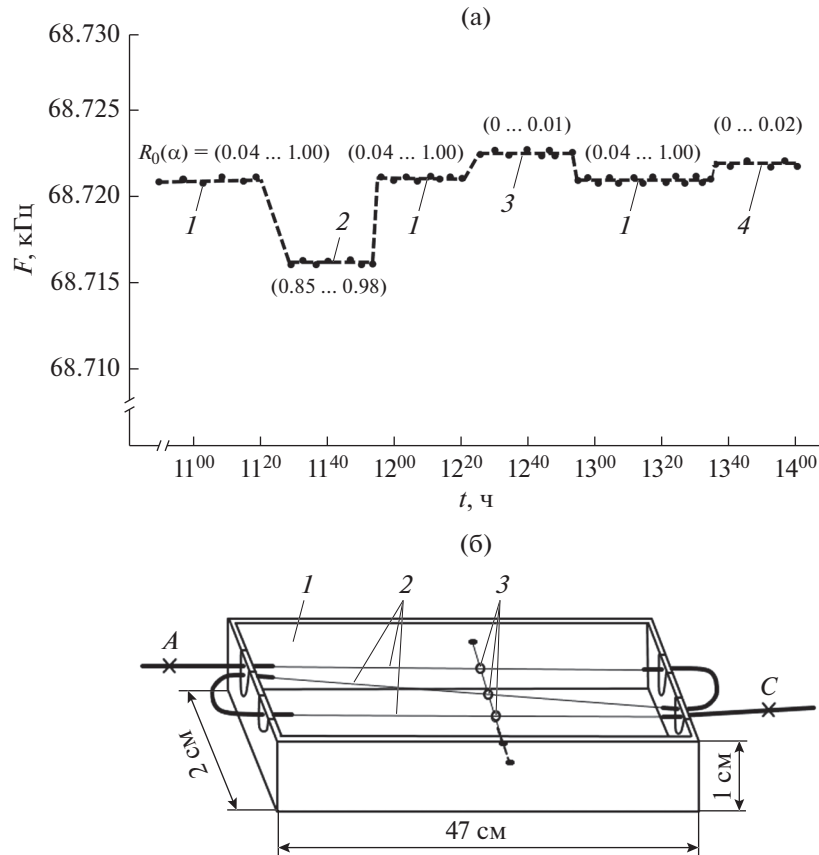 (а)
68.730
68.725
68.720
68.715
68.710
F, кГц
R₀(α) = (0.04 ... 1.00)
(0.04 ... 1.00)
(0 ... 0.01)
(0.04 ... 1.00)
(0 ... 0.02)
1
2
1
3
1
4
(0.85 ... 0.98)
11⁰⁰ 11²⁰ 11⁴⁰ 12⁰⁰ 12²⁰ 12⁴⁰ 13⁰⁰ 13²⁰ 13⁴⁰ 14⁰⁰
t, ч
(б)
1 2 3
A
C
2 см
1 см
47 см